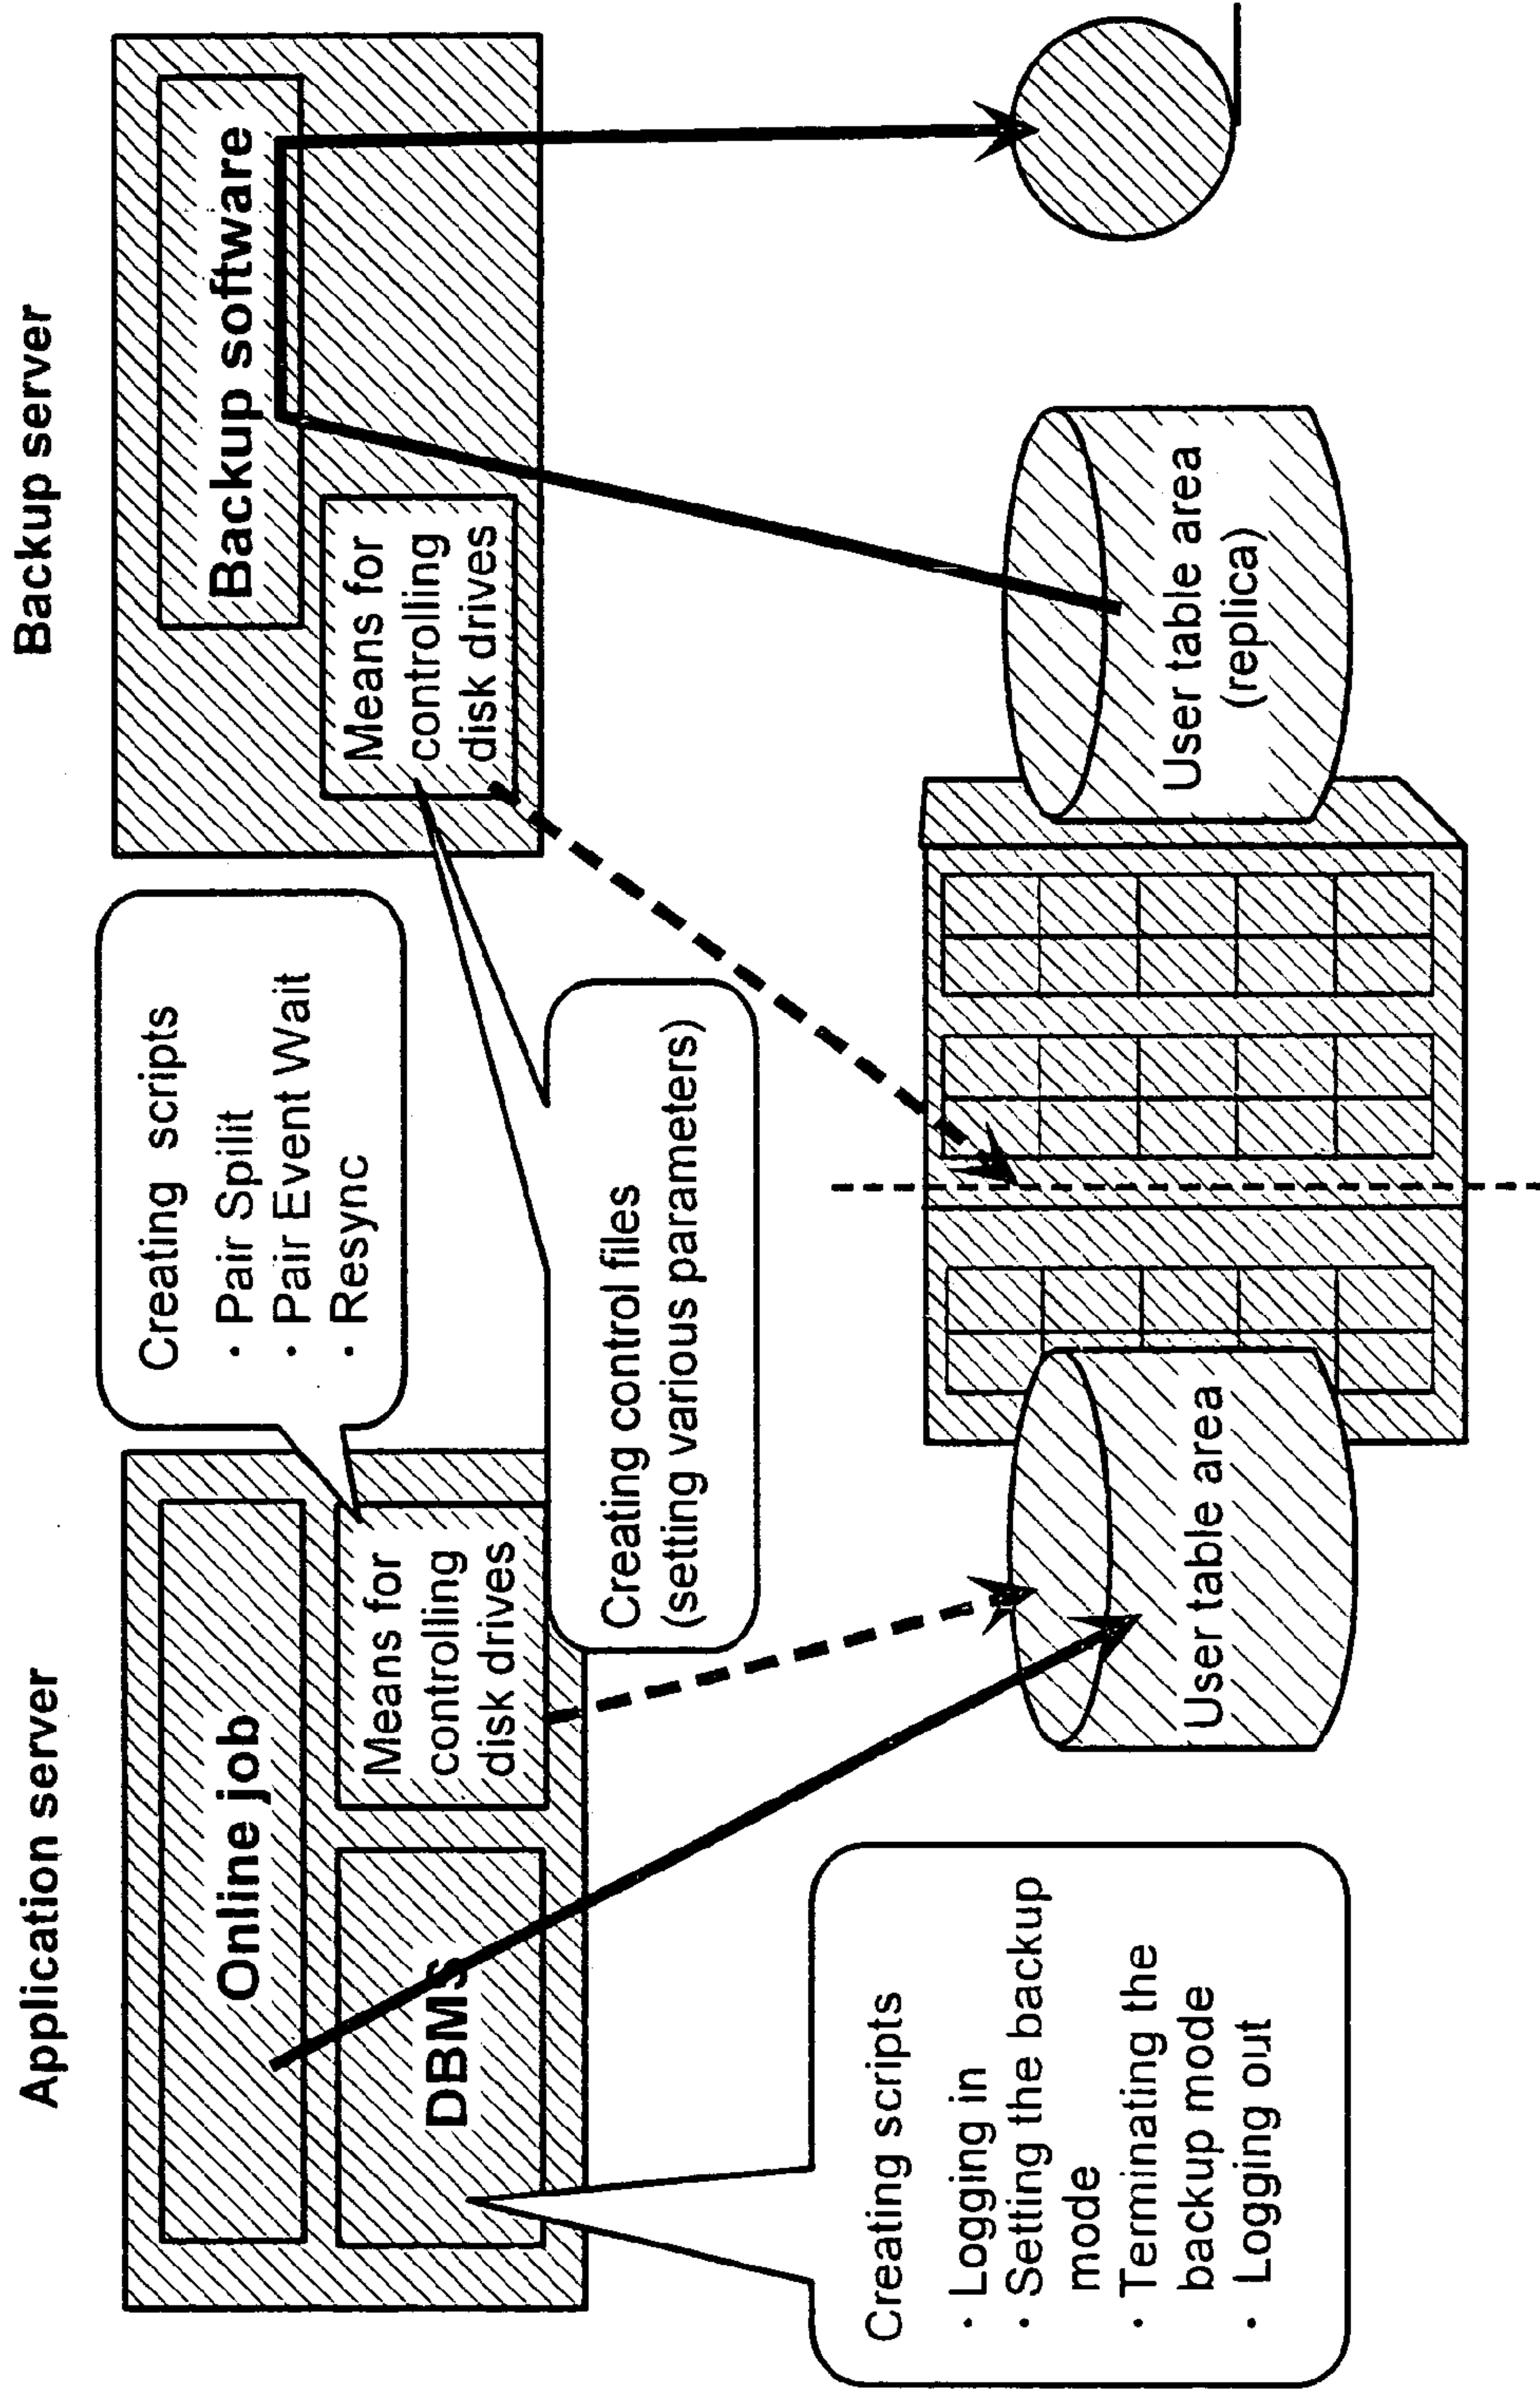 Application server
Backup server
Online job
DBMS
Means for
controlling
disk drives
Creating scripts
· Pair Spilit
· Pair Event Wait
· Resync
Backup software
Means for
controlling
disk drives
Creating control files
(setting various parameters)
Creating scripts
· Logging in
· Setting the backup
mode
· Terminating the
backup mode
· Logging out
User table area
User table area
(replica)